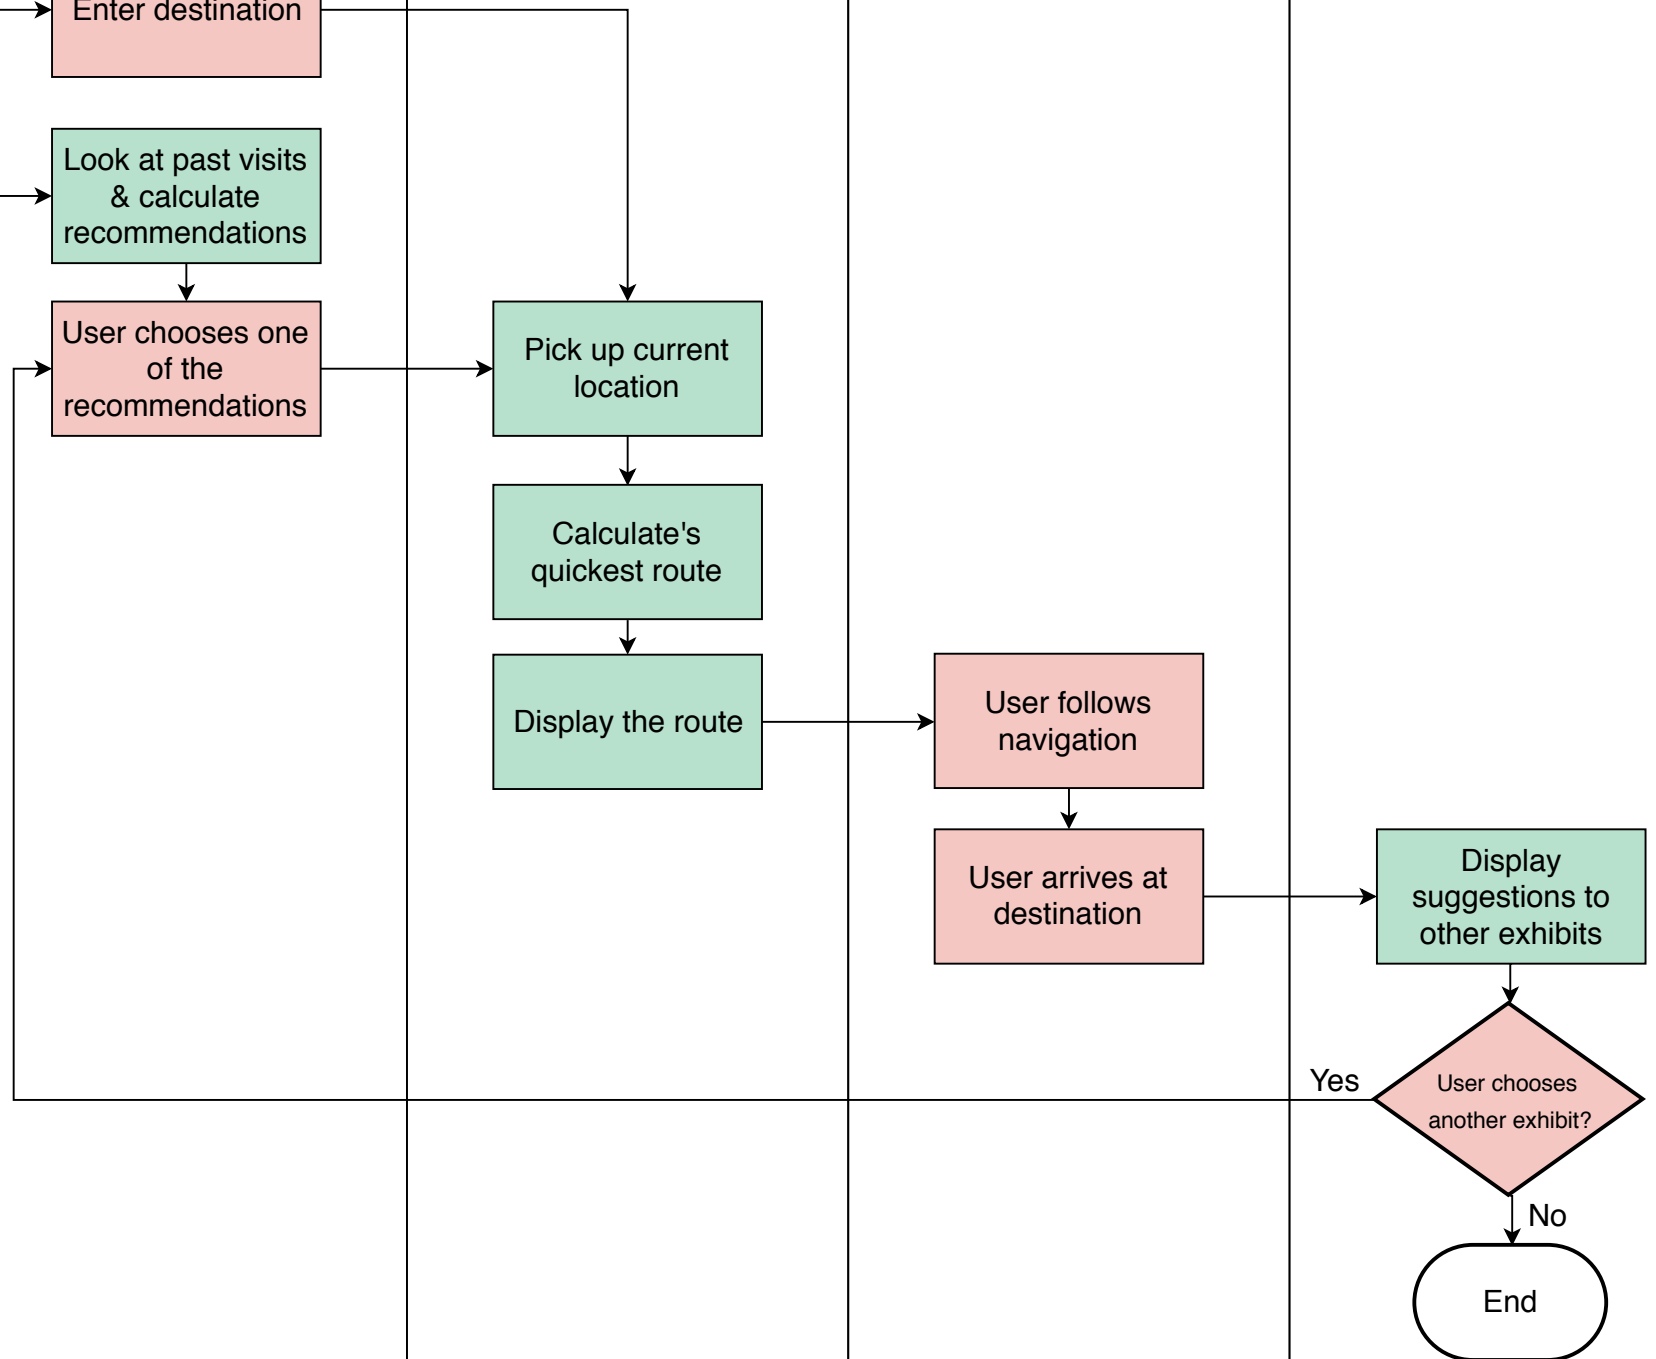 Enter destination
Look at past visits
& calculate
recommendations
User chooses one
of the
recommendations
Pick up current
location
Calculate's
quickest route
Display the route
User follows
navigation
User arrives at
destination
Display
suggestions to
other exhibits
Yes
User chooses
another exhibit?
No
End